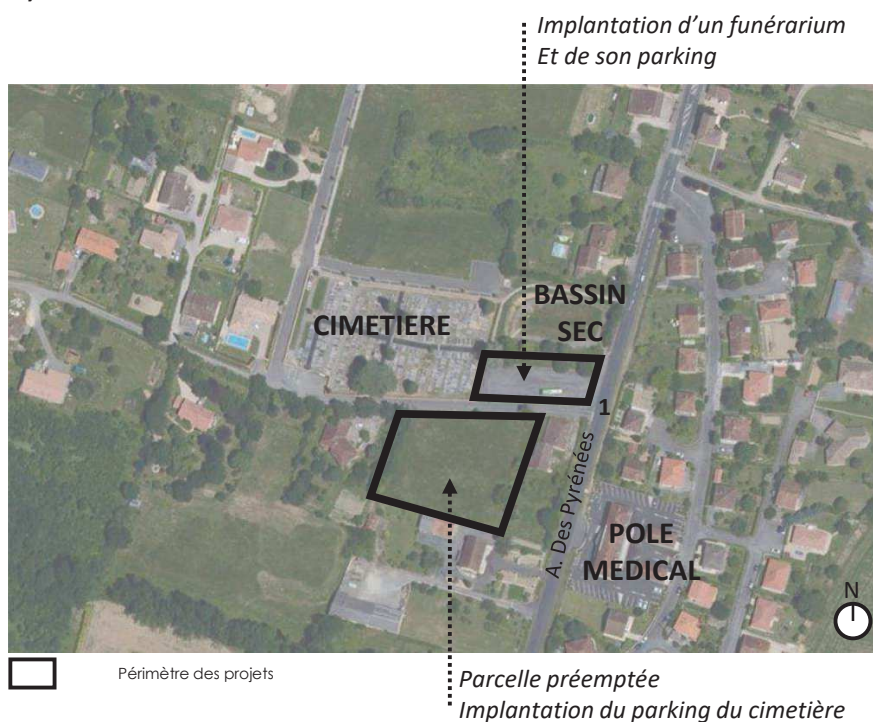 Implantation d'un funérarium
Et de son parking
BASSIN
SEC
CIMETIERE
1
A. Des Pyrénées
POLE
MEDICAL
N
Périmètre des projets
Parcelle préemptée
Implantation du parking du cimetière